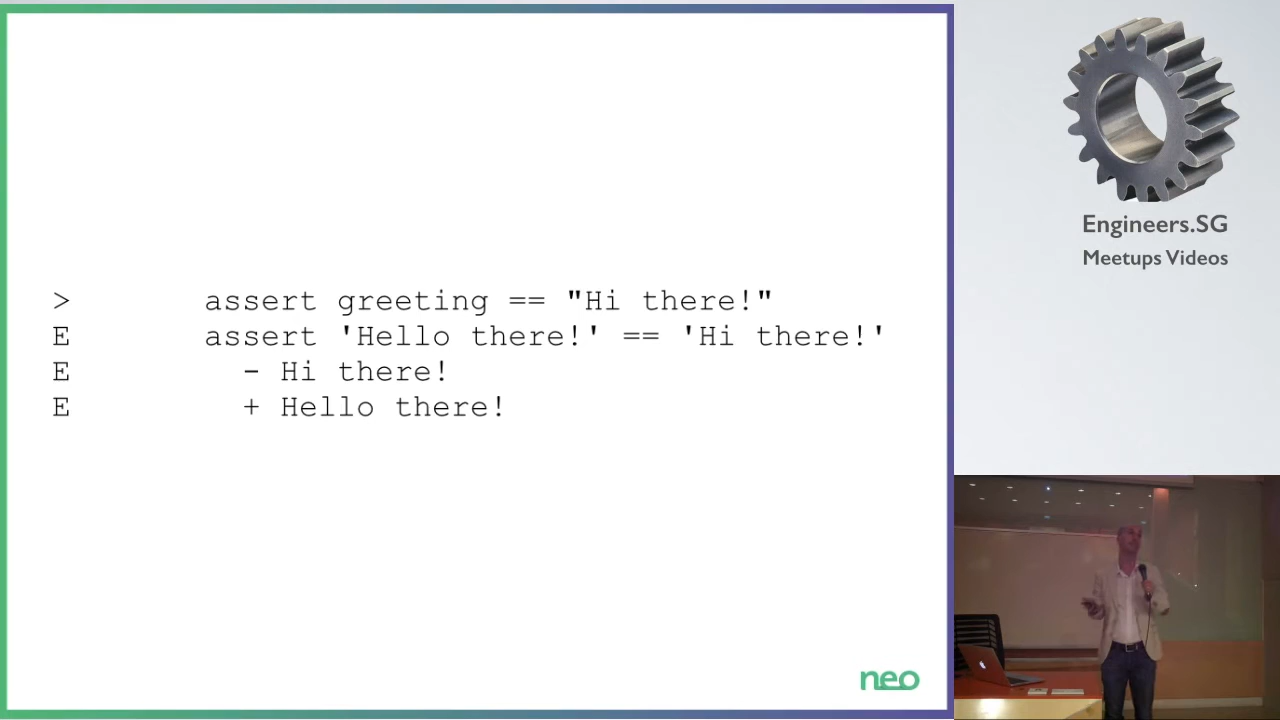 > assert greeting == "Hi there!"
E assert 'Hello there!' == 'Hi there!'
E - Hi there!
E + Hello there!
neo
Engineers.SG
Meetups Videos